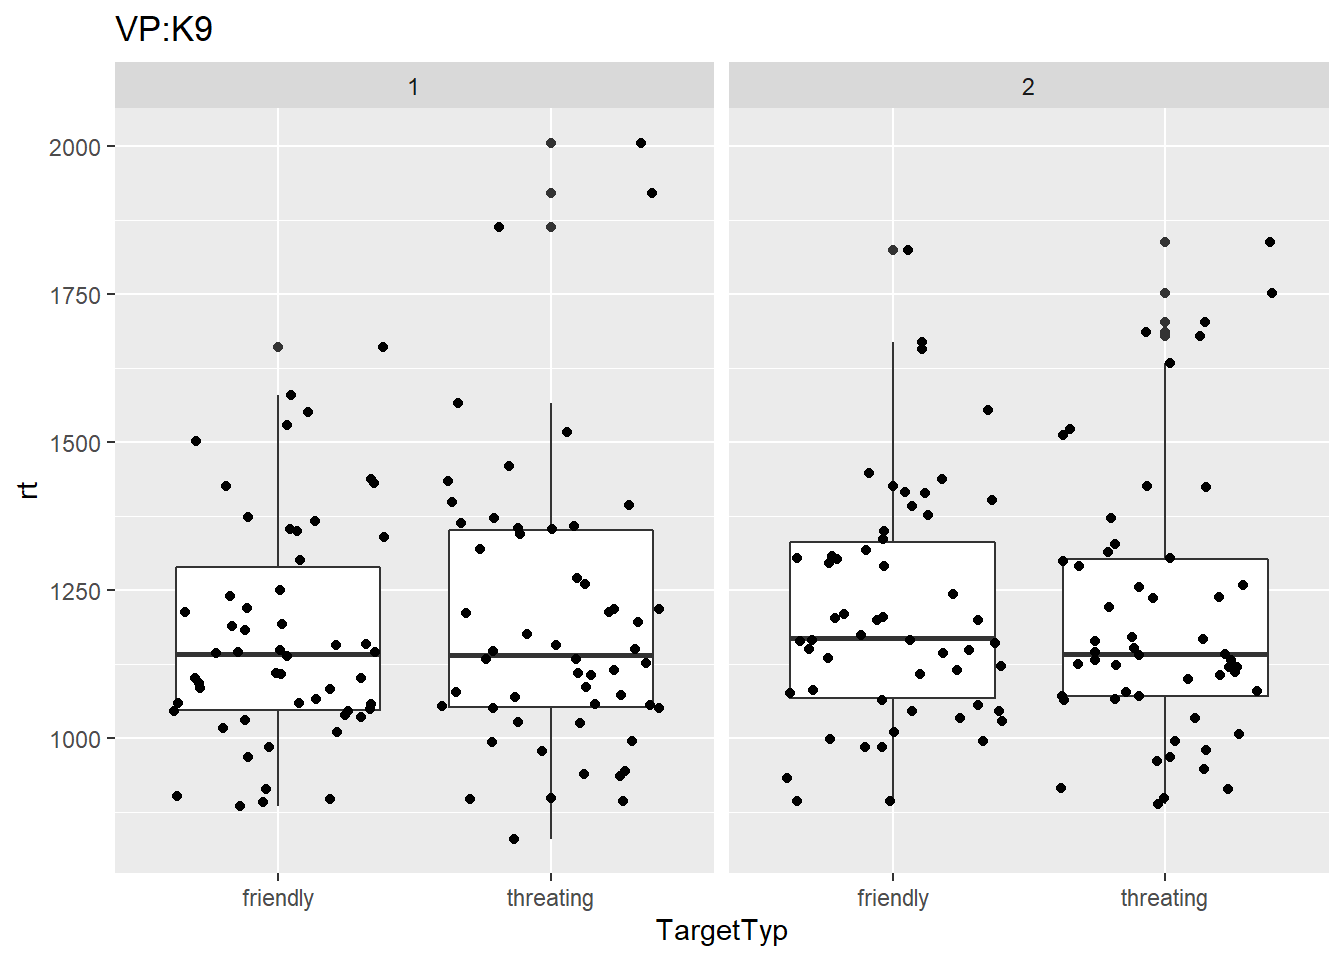 VP:K9
1
2
2000
1750
1500
1250
1000
rt
friendly
threating
friendly
threating
TargetTyp